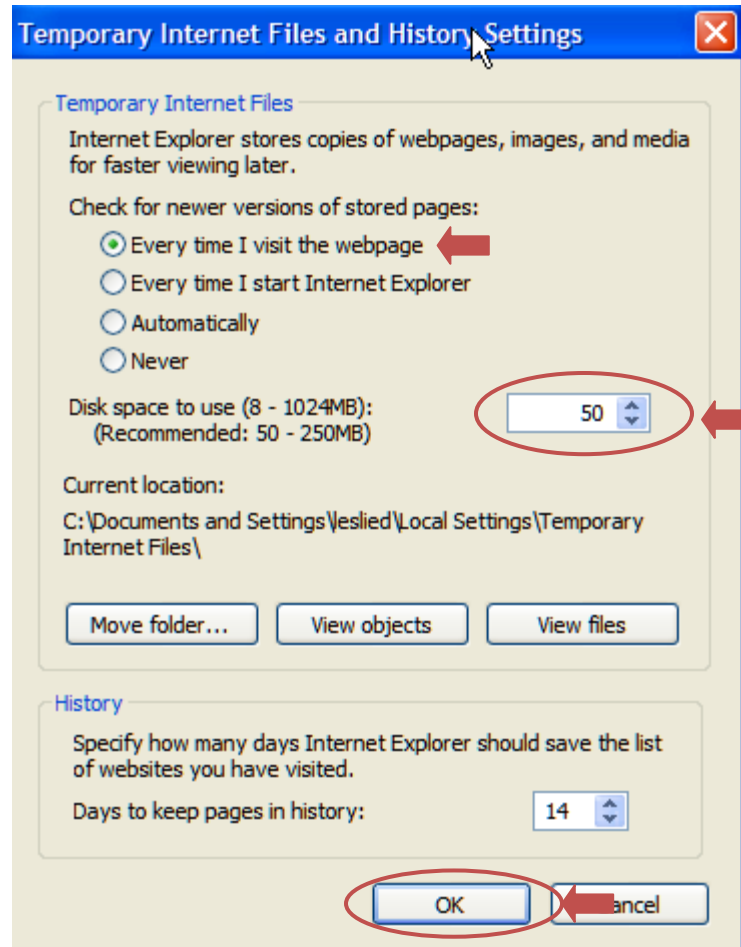 Temporary Internet Files and History Settings
Temporary Internet Files
Internet Explorer stores copies of webpages, images, and media
for faster viewing later.
Check for newer versions of stored pages:
Every time I visit the webpage
Every time I start Internet Explorer
Automatically
Never
Disk space to use (8 - 1024MB):
50
(Recommended: 50 - 250MB)
Current location:
C:\Documents and Settings\leslied\Local Settings\Temporary
Internet Files\
Move folder... View objects View files
History
Specify how many days Internet Explorer should save the list
of websites you have visited.
Days to keep pages in history: 14
OK ancel